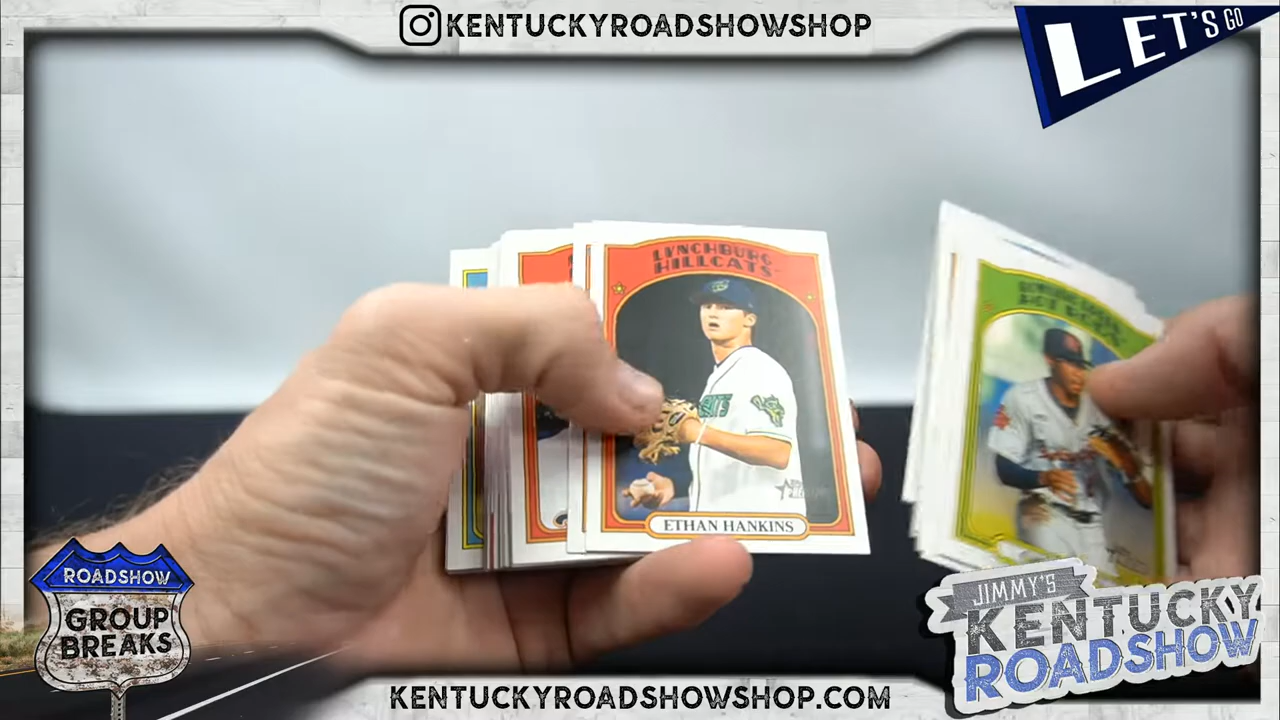 KENTUCKYROADSHOWSHOP
LET'S GO
LYNCHBURG
HILLCATS
ETHAN HANKINS
ROADSHOW
GROUP
BREAKS
JIMMY'S
KENTUCKY
ROADSHOW
KENTUCKYROADSHOWSHOP.COM